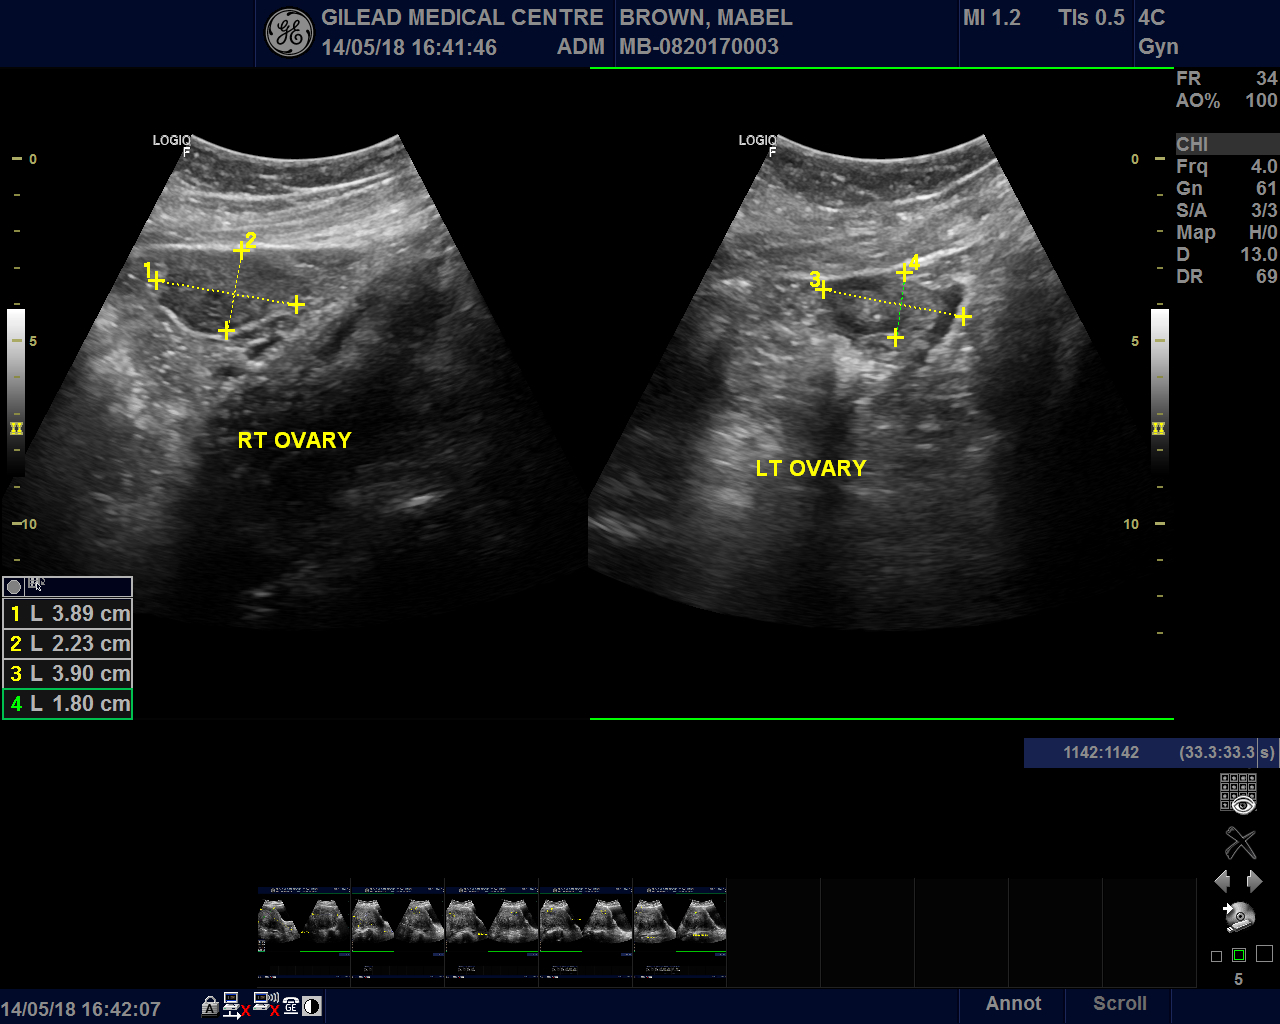 GILEAD MEDICAL CENTRE
14/05/18 16:41:46 ADM
BROWN, MABEL
MB-0820170003
MI 1.2 TIs 0.5
4C
Gyn
FR 34
AO% 100
CHI
Frq 4.0
Gn 61
S/A 3/3
Map H/0
D 13.0
DR 69
LOGIQ
F
LOGIQ
F
0
5
10
0
5
10
1
2
3
4
RT OVARY
LT OVARY
1 L 3.89 cm
2 L 2.23 cm
3 L 3.90 cm
4 L 1.80 cm
1142:1142 (33.3:33.3 s)
5
14/05/18 16:42:07
Annot
Scroll